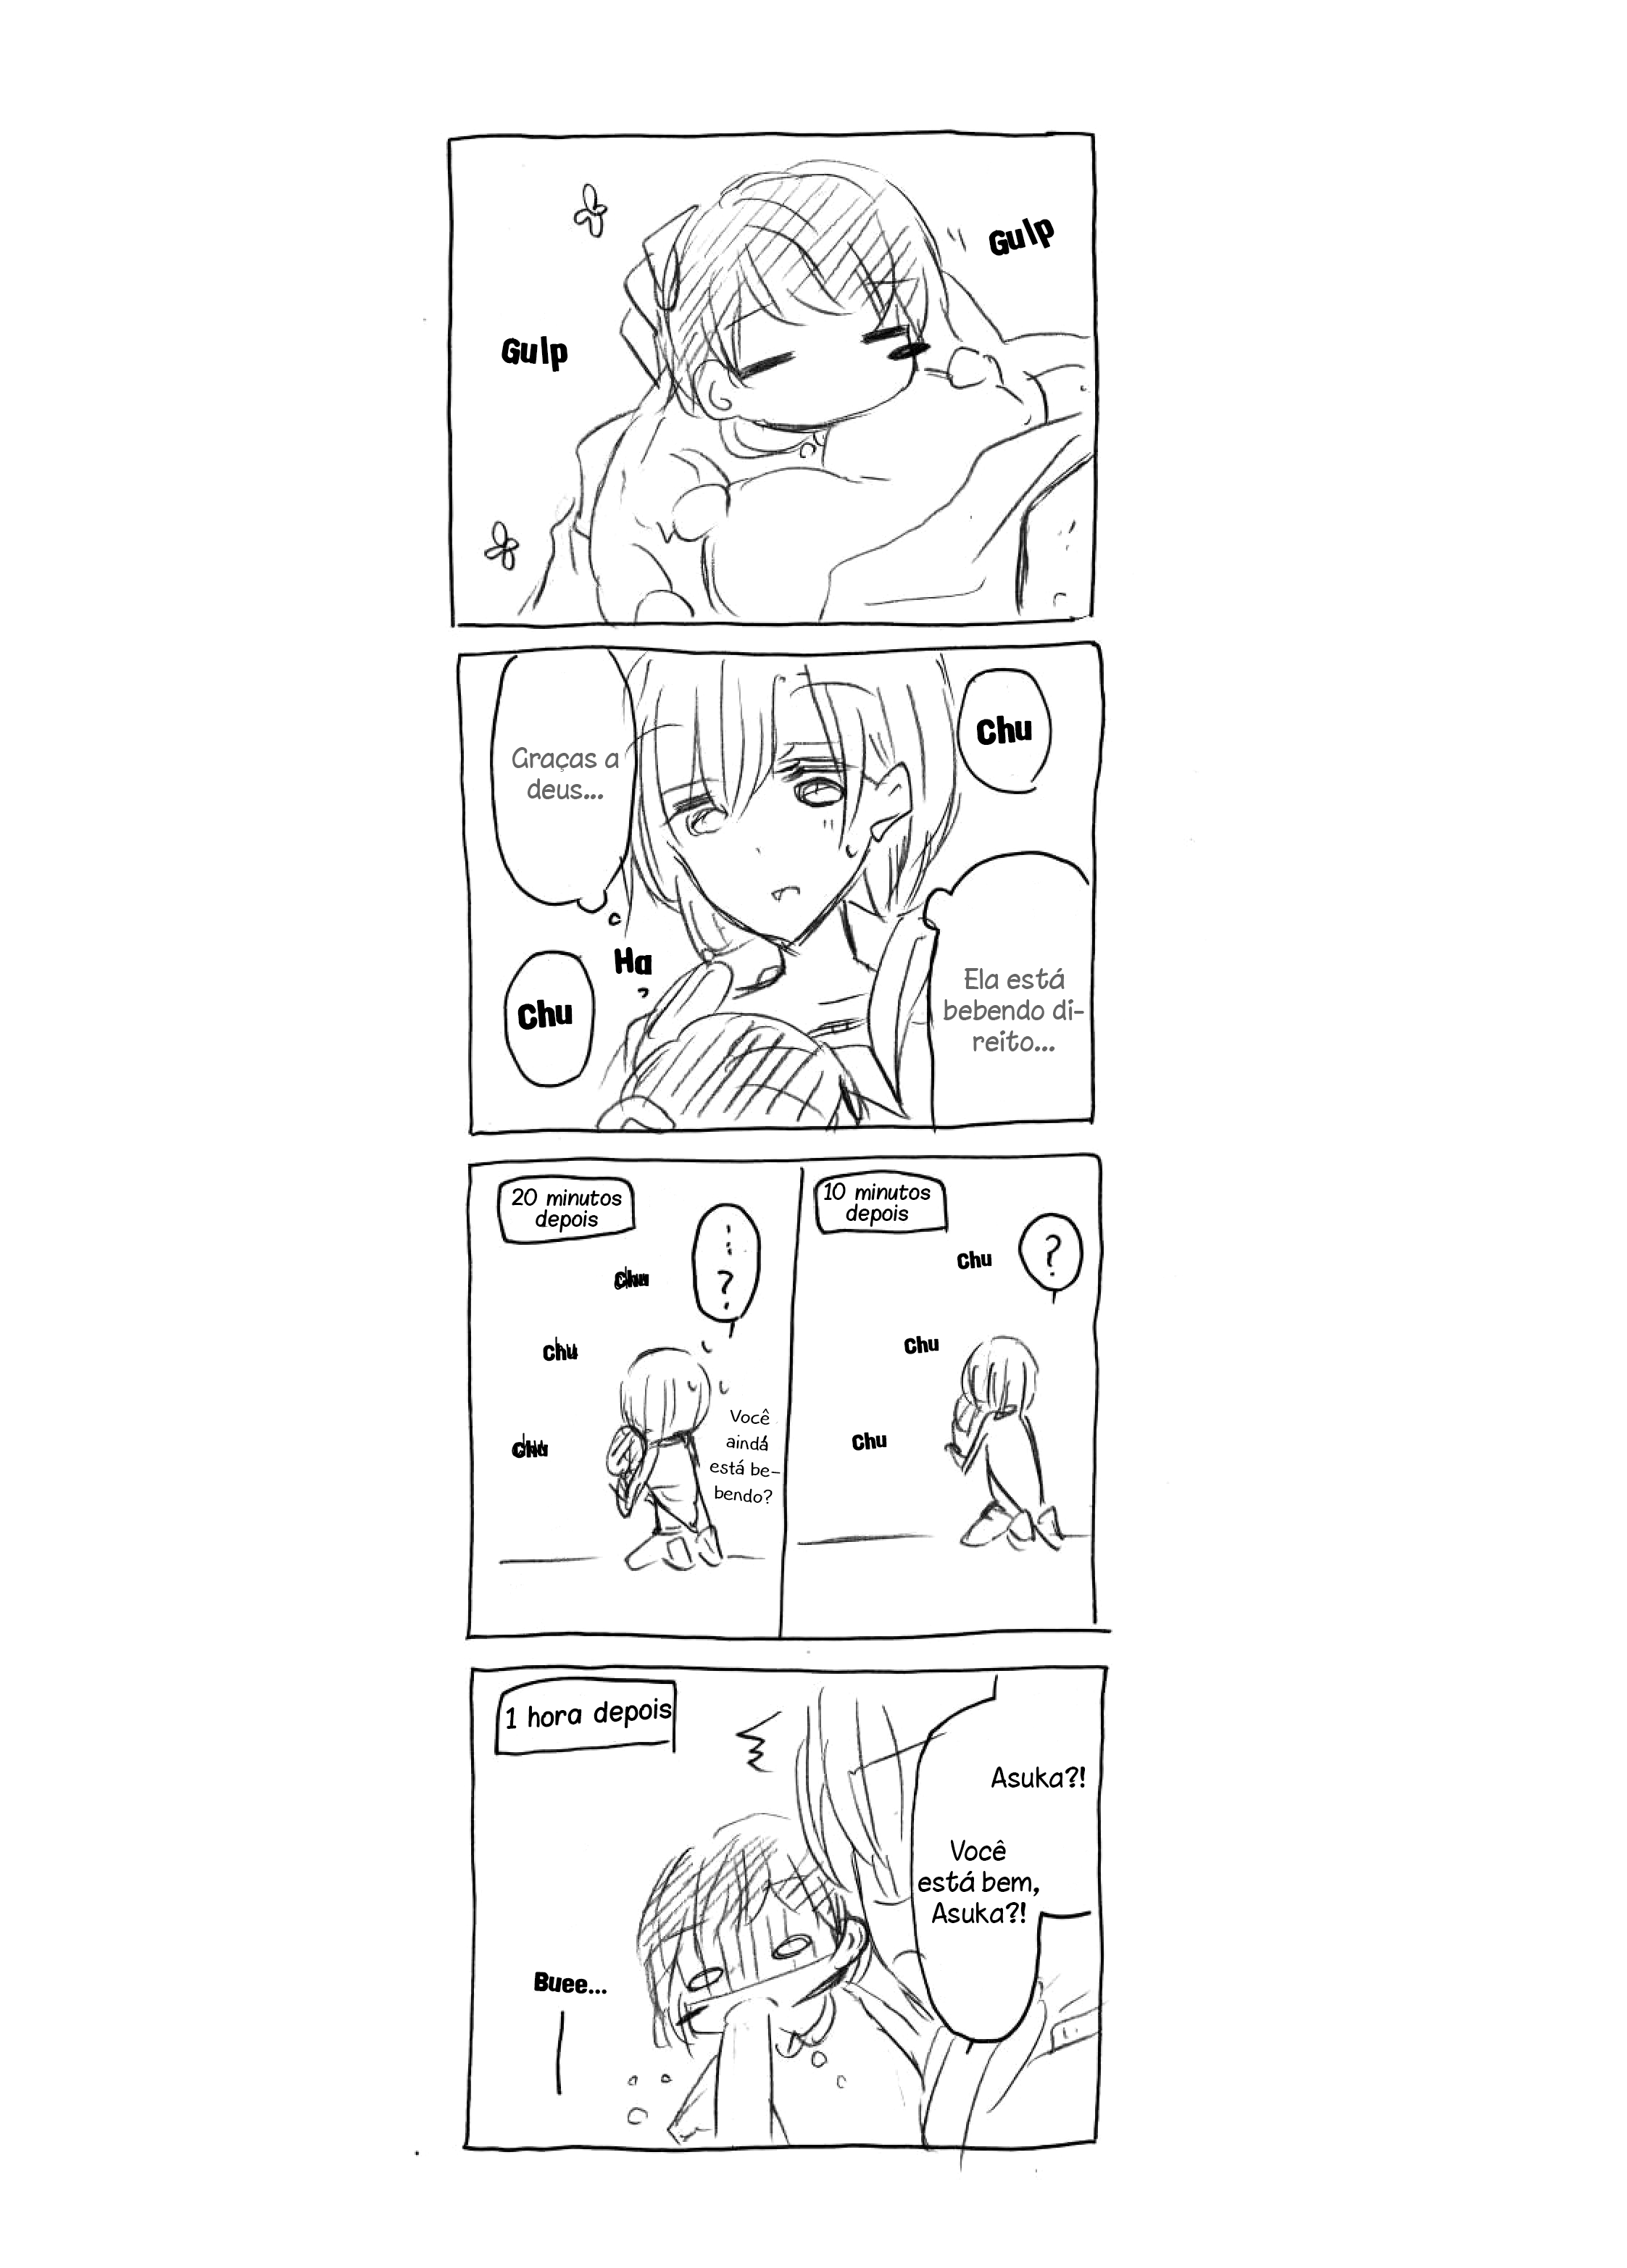 Gulp
Gulp
Chu
Ela está
bebendo di-
reito...
Graças a
deus...
Ha
Chu
10 minutos
depois
?
Chu
Chu
Chu
20 minutos
depois
...?
Chu
Chu
Chu
Você
ainda
está be-
bendo?
1 hora depois
Asuka?!
Você
está bem,
Asuka?!
Buee...